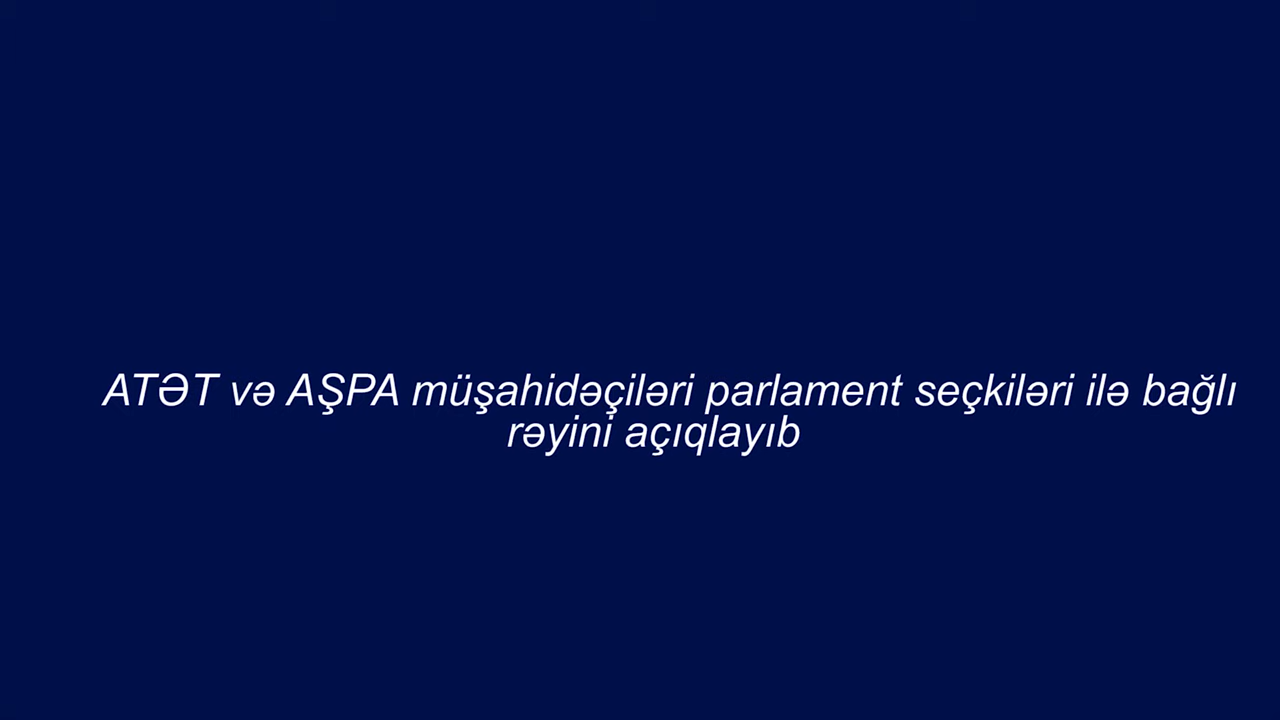 ATƏT və AŞPA müşahidəçiləri parlament seçkiləri ilə bağlı
rəyini açıqlayıb